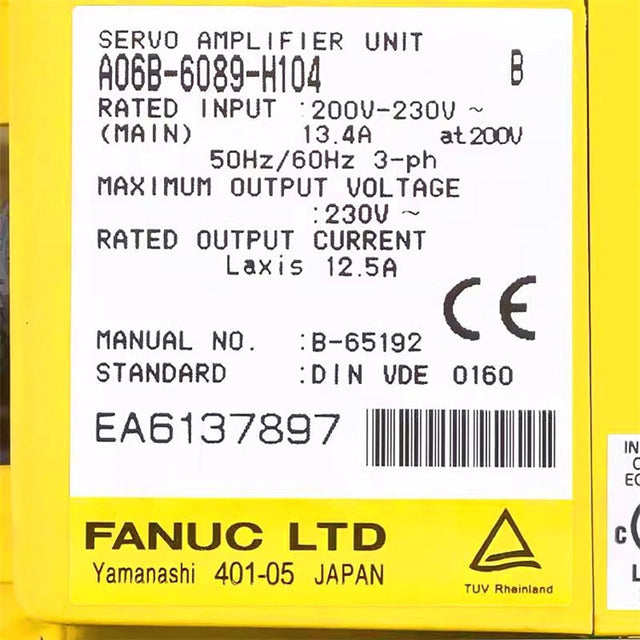 SERVO AMPLIFIER UNIT
A06B-6089-H104 B
RATED INPUT :200V-230V ~
(MAIN) 13.4A at 200V
50Hz/60Hz 3-ph
MAXIMUM OUTPUT VOLTAGE
:230V ~
RATED OUTPUT CURRENT
Laxis 12.5A
CE
MANUAL NO. :B-65192
STANDARD :DIN VDE 0160
EA6137897
FANUC LTD
Yamanashi 401-05 JAPAN
TUV Rheinland